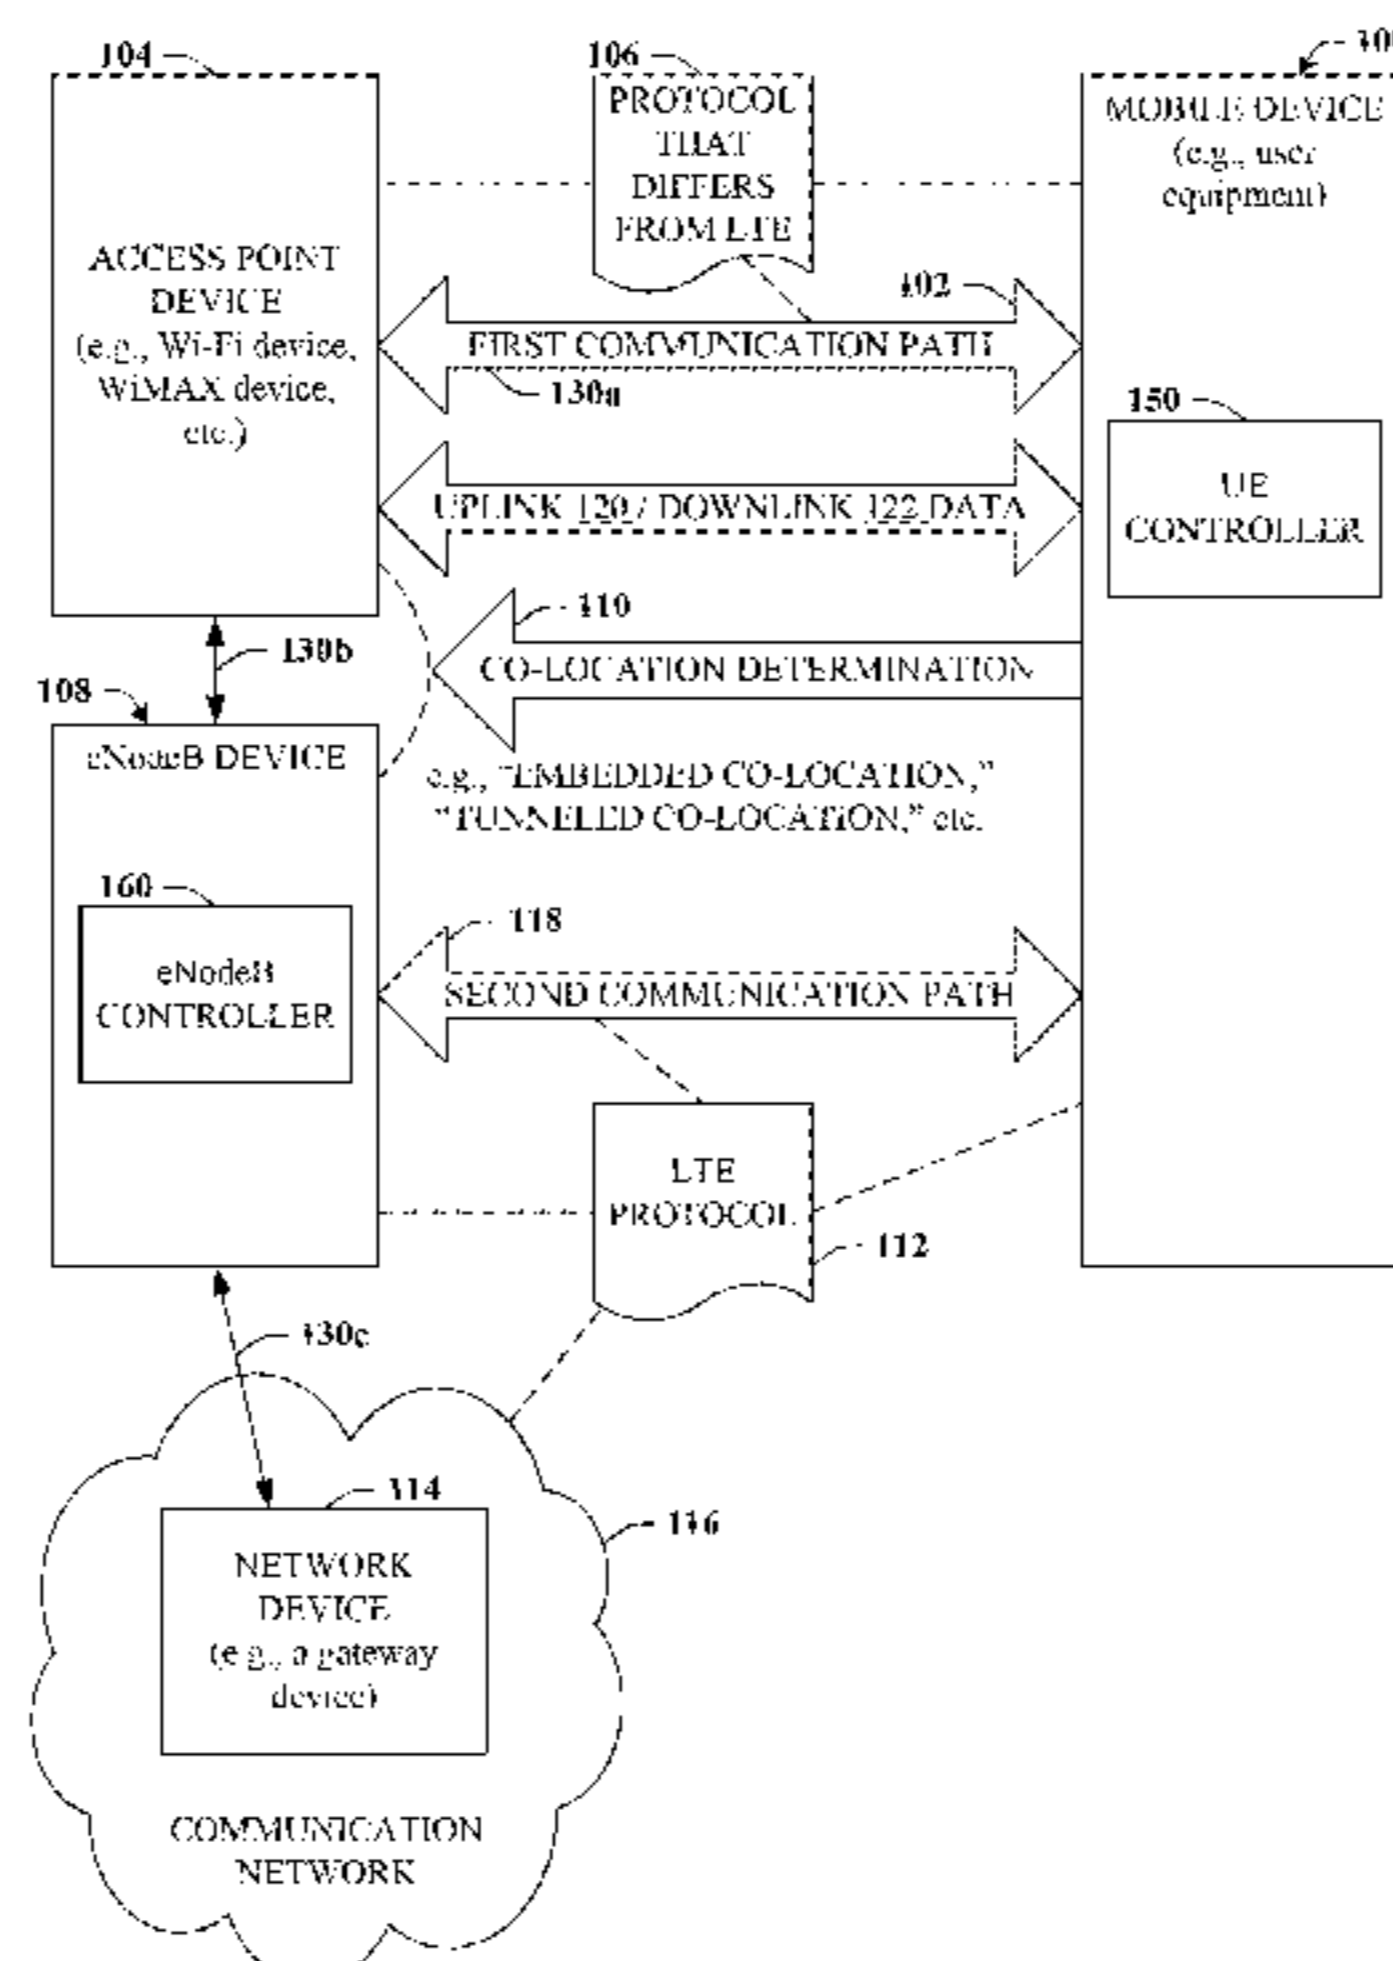 104
106
PROTOCOL
THAT
DIFFERS
FROM LTE
MOBILE DEVICE
(e.g., user
equipment)
ACCESS POINT
DEVICE
(e.g., Wi-Fi device,
WiMAX device,
etc.)
102
FIRST COMMUNICATION PATH
130a
150
UE
CONTROLLER
UPLINK 120 / DOWNLINK 122 DATA
110
130b
CO-LOCATION DETERMINATION
108
eNodeB DEVICE
e.g., "EMBEDDED CO-LOCATION,"
"TUNNELED CO-LOCATION," etc.
160
eNodeB
CONTROLLER
118
SECOND COMMUNICATION PATH
LTE
PROTOCOL
112
130c
114
116
NETWORK
DEVICE
(e.g., a gateway
device)
COMMUNICATION
NETWORK